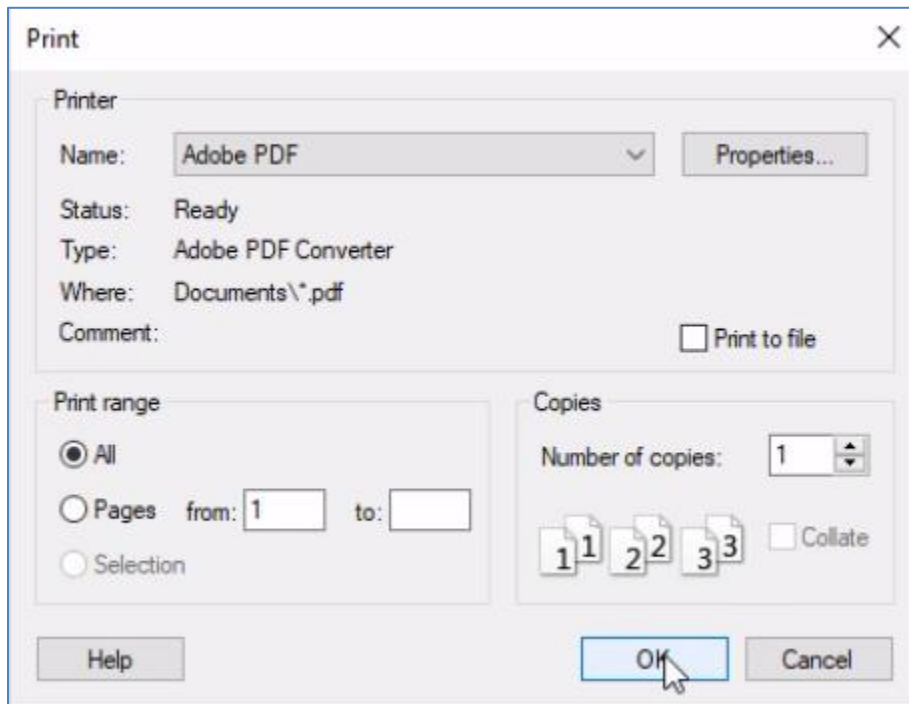 Print
Printer
Name: Adobe PDF Properties...
Status: Ready
Type: Adobe PDF Converter
Where: Documents\*.pdf
Comment: Print to file
Print range
All
Pages from: 1 to:
Selection
Copies
Number of copies: 1
1 1 2 2 3 3 Collate
Help OK Cancel